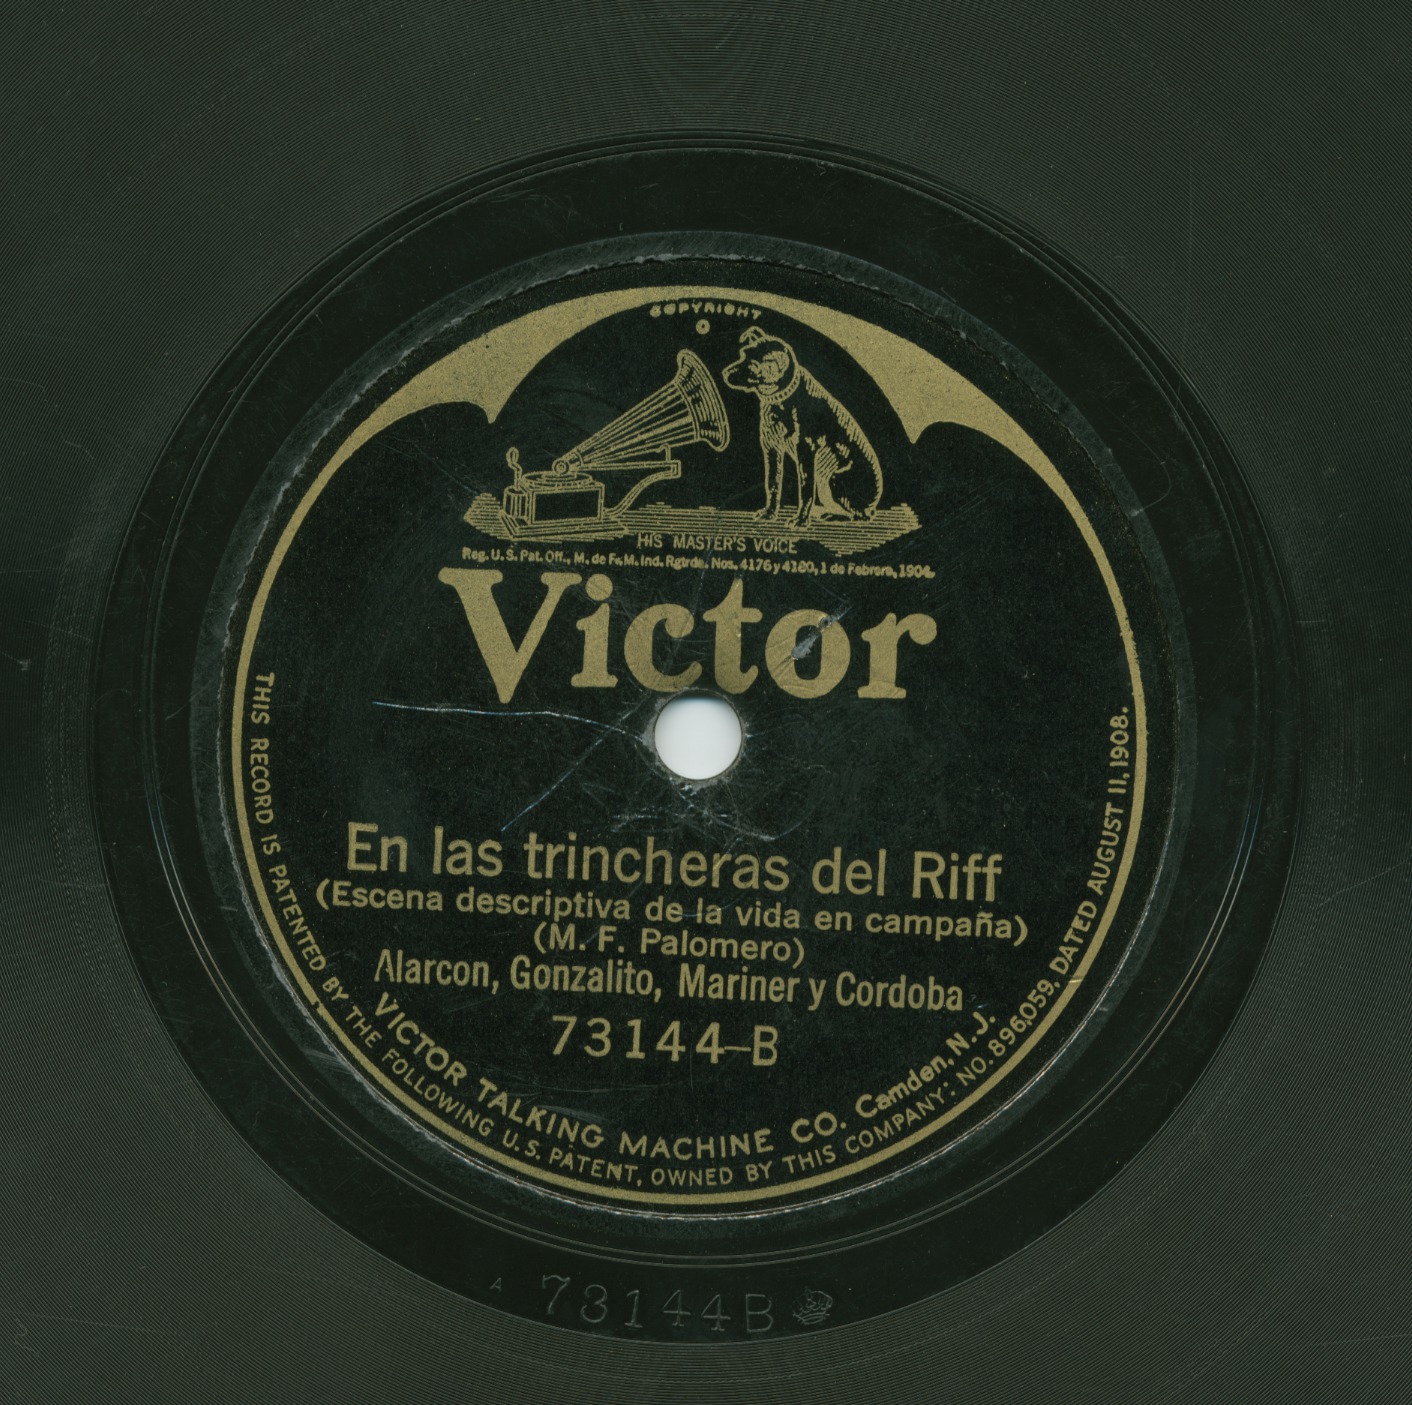 COPYRIGHT
HIS MASTER'S VOICE
Reg. U. S. Pat. Off., M. de F. M. Ind. Rgtrda. Nos. 4176 y 4180, 1 de Febrero, 1904.
Victor
En las trincheras del Riff
(Escena descriptiva de la vida en campaña)
(M. F. Palomero)
Alarcon, Gonzalito, Mariner y Cordoba
73144-B
VICTOR TALKING MACHINE CO. Camden, N. J.
THIS RECORD IS PATENTED BY THE FOLLOWING U. S. PATENT, OWNED BY THIS COMPANY: NO. 896,059, DATED AUGUST 11, 1908.
A 73144B